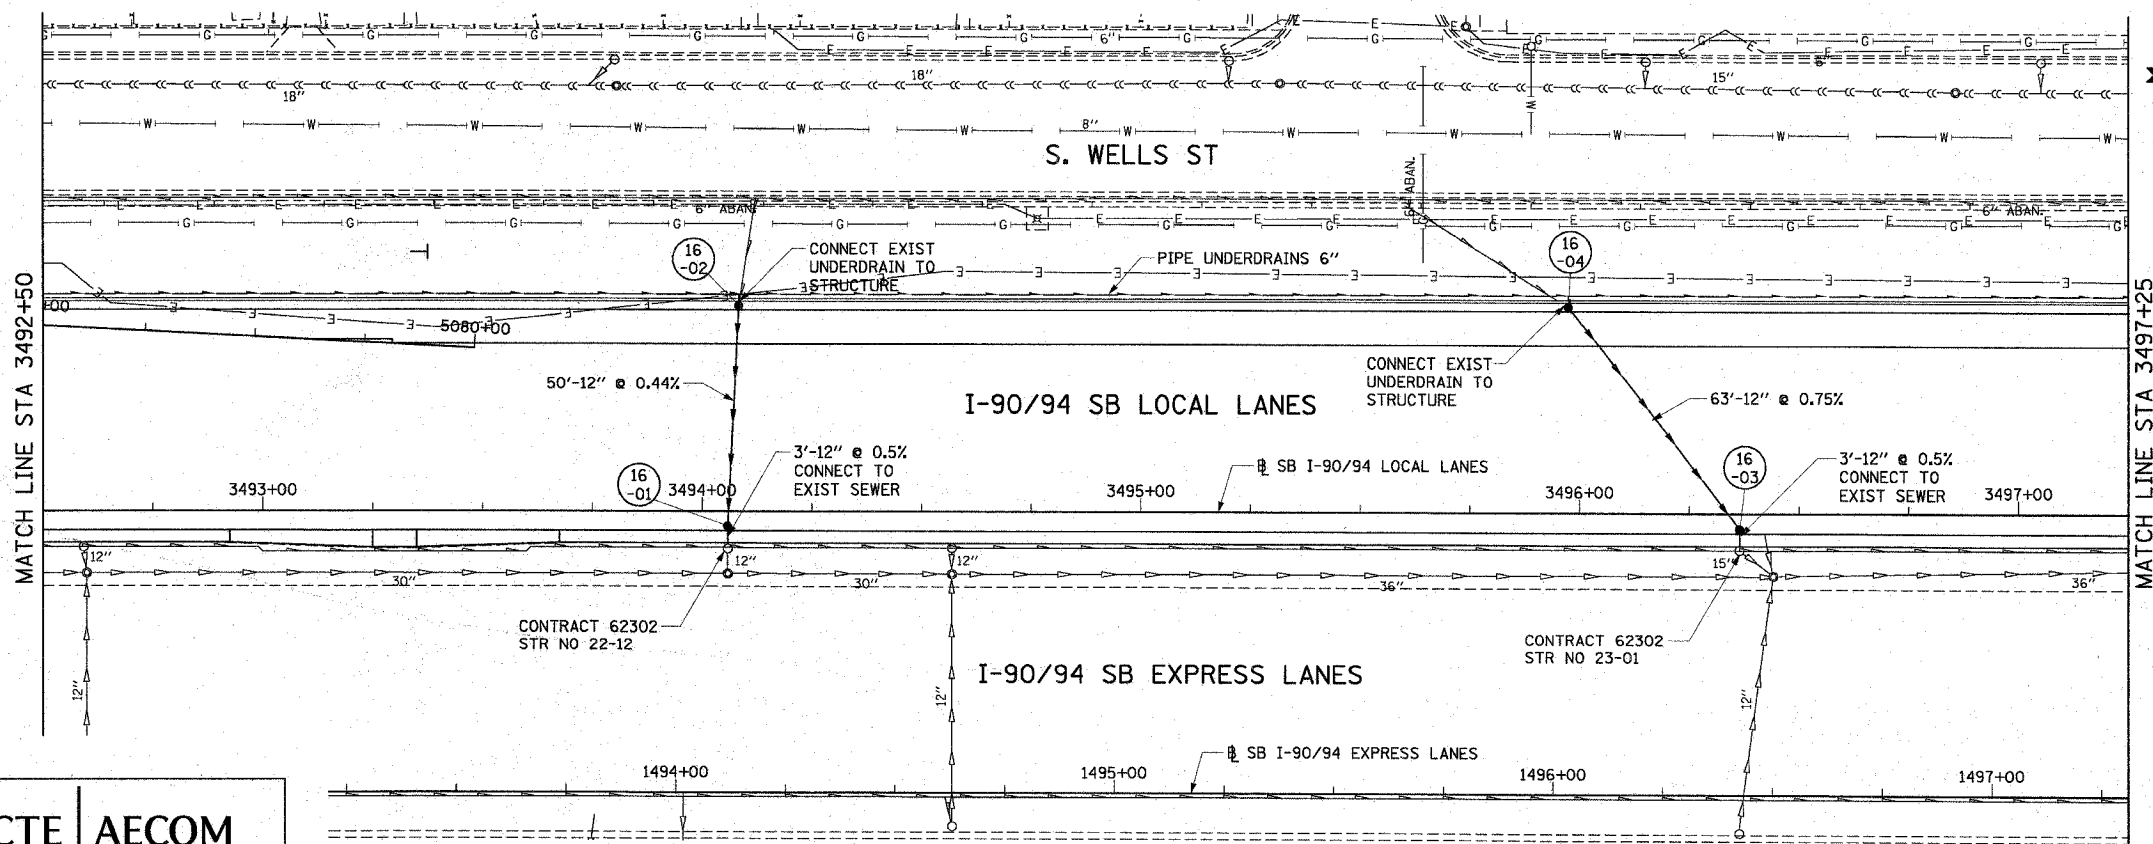 G G G G G 6" G G E E E G G G G G G
E E E E E E E E E E E
18" 18" 15" 8"
W W W W W W 8" W W W W W W W
S. WELLS ST
6" ABAN.
E E E E E E E 6" ABAN. E E E E E E E E E E E 6" ABAN. E
G G G G G G G G G G G G G
16
-02
CONNECT EXIST
UNDERDRAIN TO
STRUCTURE
PIPE UNDERDRAINS 6"
16
-04
MATCH LINE STA 3492+50
+00
5080+00
CONNECT EXIST
UNDERDRAIN TO
STRUCTURE
MATCH LINE STA 3497+25
50'-12" @ 0.44%
I-90/94 SB LOCAL LANES
63'-12" @ 0.75%
16
-01
3'-12" @ 0.5%
CONNECT TO
EXIST SEWER
16
-03
3'-12" @ 0.5%
CONNECT TO
EXIST SEWER
℄ SB I-90/94 LOCAL LANES
3493+00 3494+00 3495+00 3496+00 3497+00
12" 12" 12" 15"
30" 30" 36" 36"
CONTRACT 62302
STR NO 22-12
CONTRACT 62302
STR NO 23-01
I-90/94 SB EXPRESS LANES
12" 12" 12"
℄ SB I-90/94 EXPRESS LANES
1494+00 1495+00 1496+00 1497+00
CTE AECOM